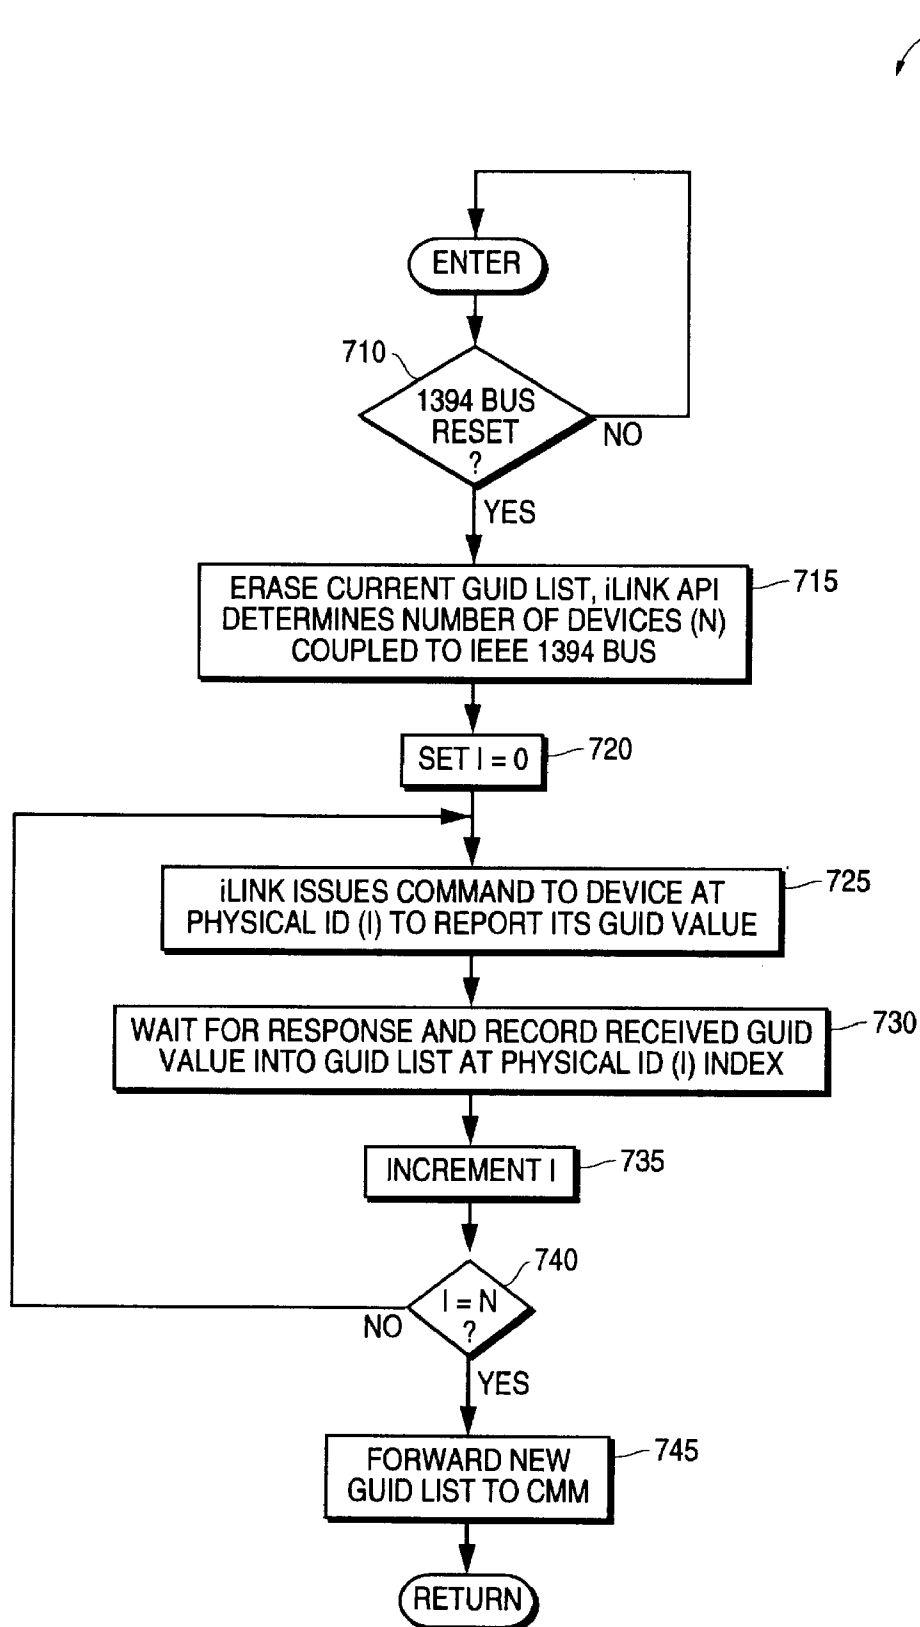 ENTER
710
1394 BUS
RESET
?
NO
YES
ERASE CURRENT GUID LIST, iLINK API
DETERMINES NUMBER OF DEVICES (N)
COUPLED TO IEEE 1394 BUS
715
SET I = 0
720
iLINK ISSUES COMMAND TO DEVICE AT
PHYSICAL ID (I) TO REPORT ITS GUID VALUE
725
WAIT FOR RESPONSE AND RECORD RECEIVED GUID
VALUE INTO GUID LIST AT PHYSICAL ID (I) INDEX
730
INCREMENT I
735
740
I = N
?
NO
YES
FORWARD NEW
GUID LIST TO CMM
745
RETURN